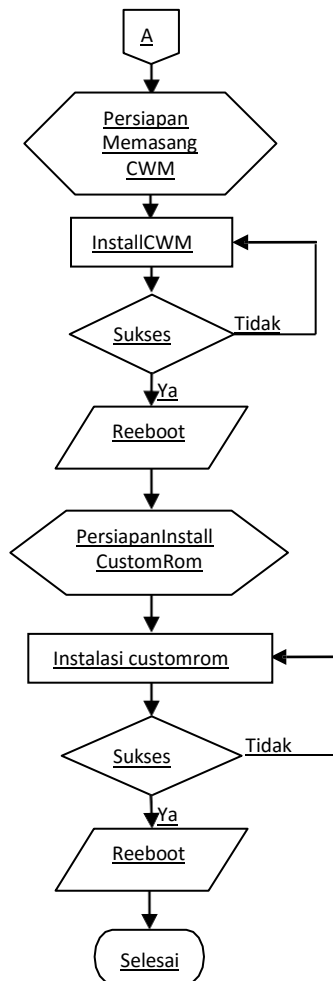 A
Persiapan
Memasang
CWM
InstallCWM
Sukses
Tidak
Ya
Reeboot
PersiapanInstall
CustomRom
Instalasi customrom
Sukses
Tidak
Ya
Reeboot
Selesai